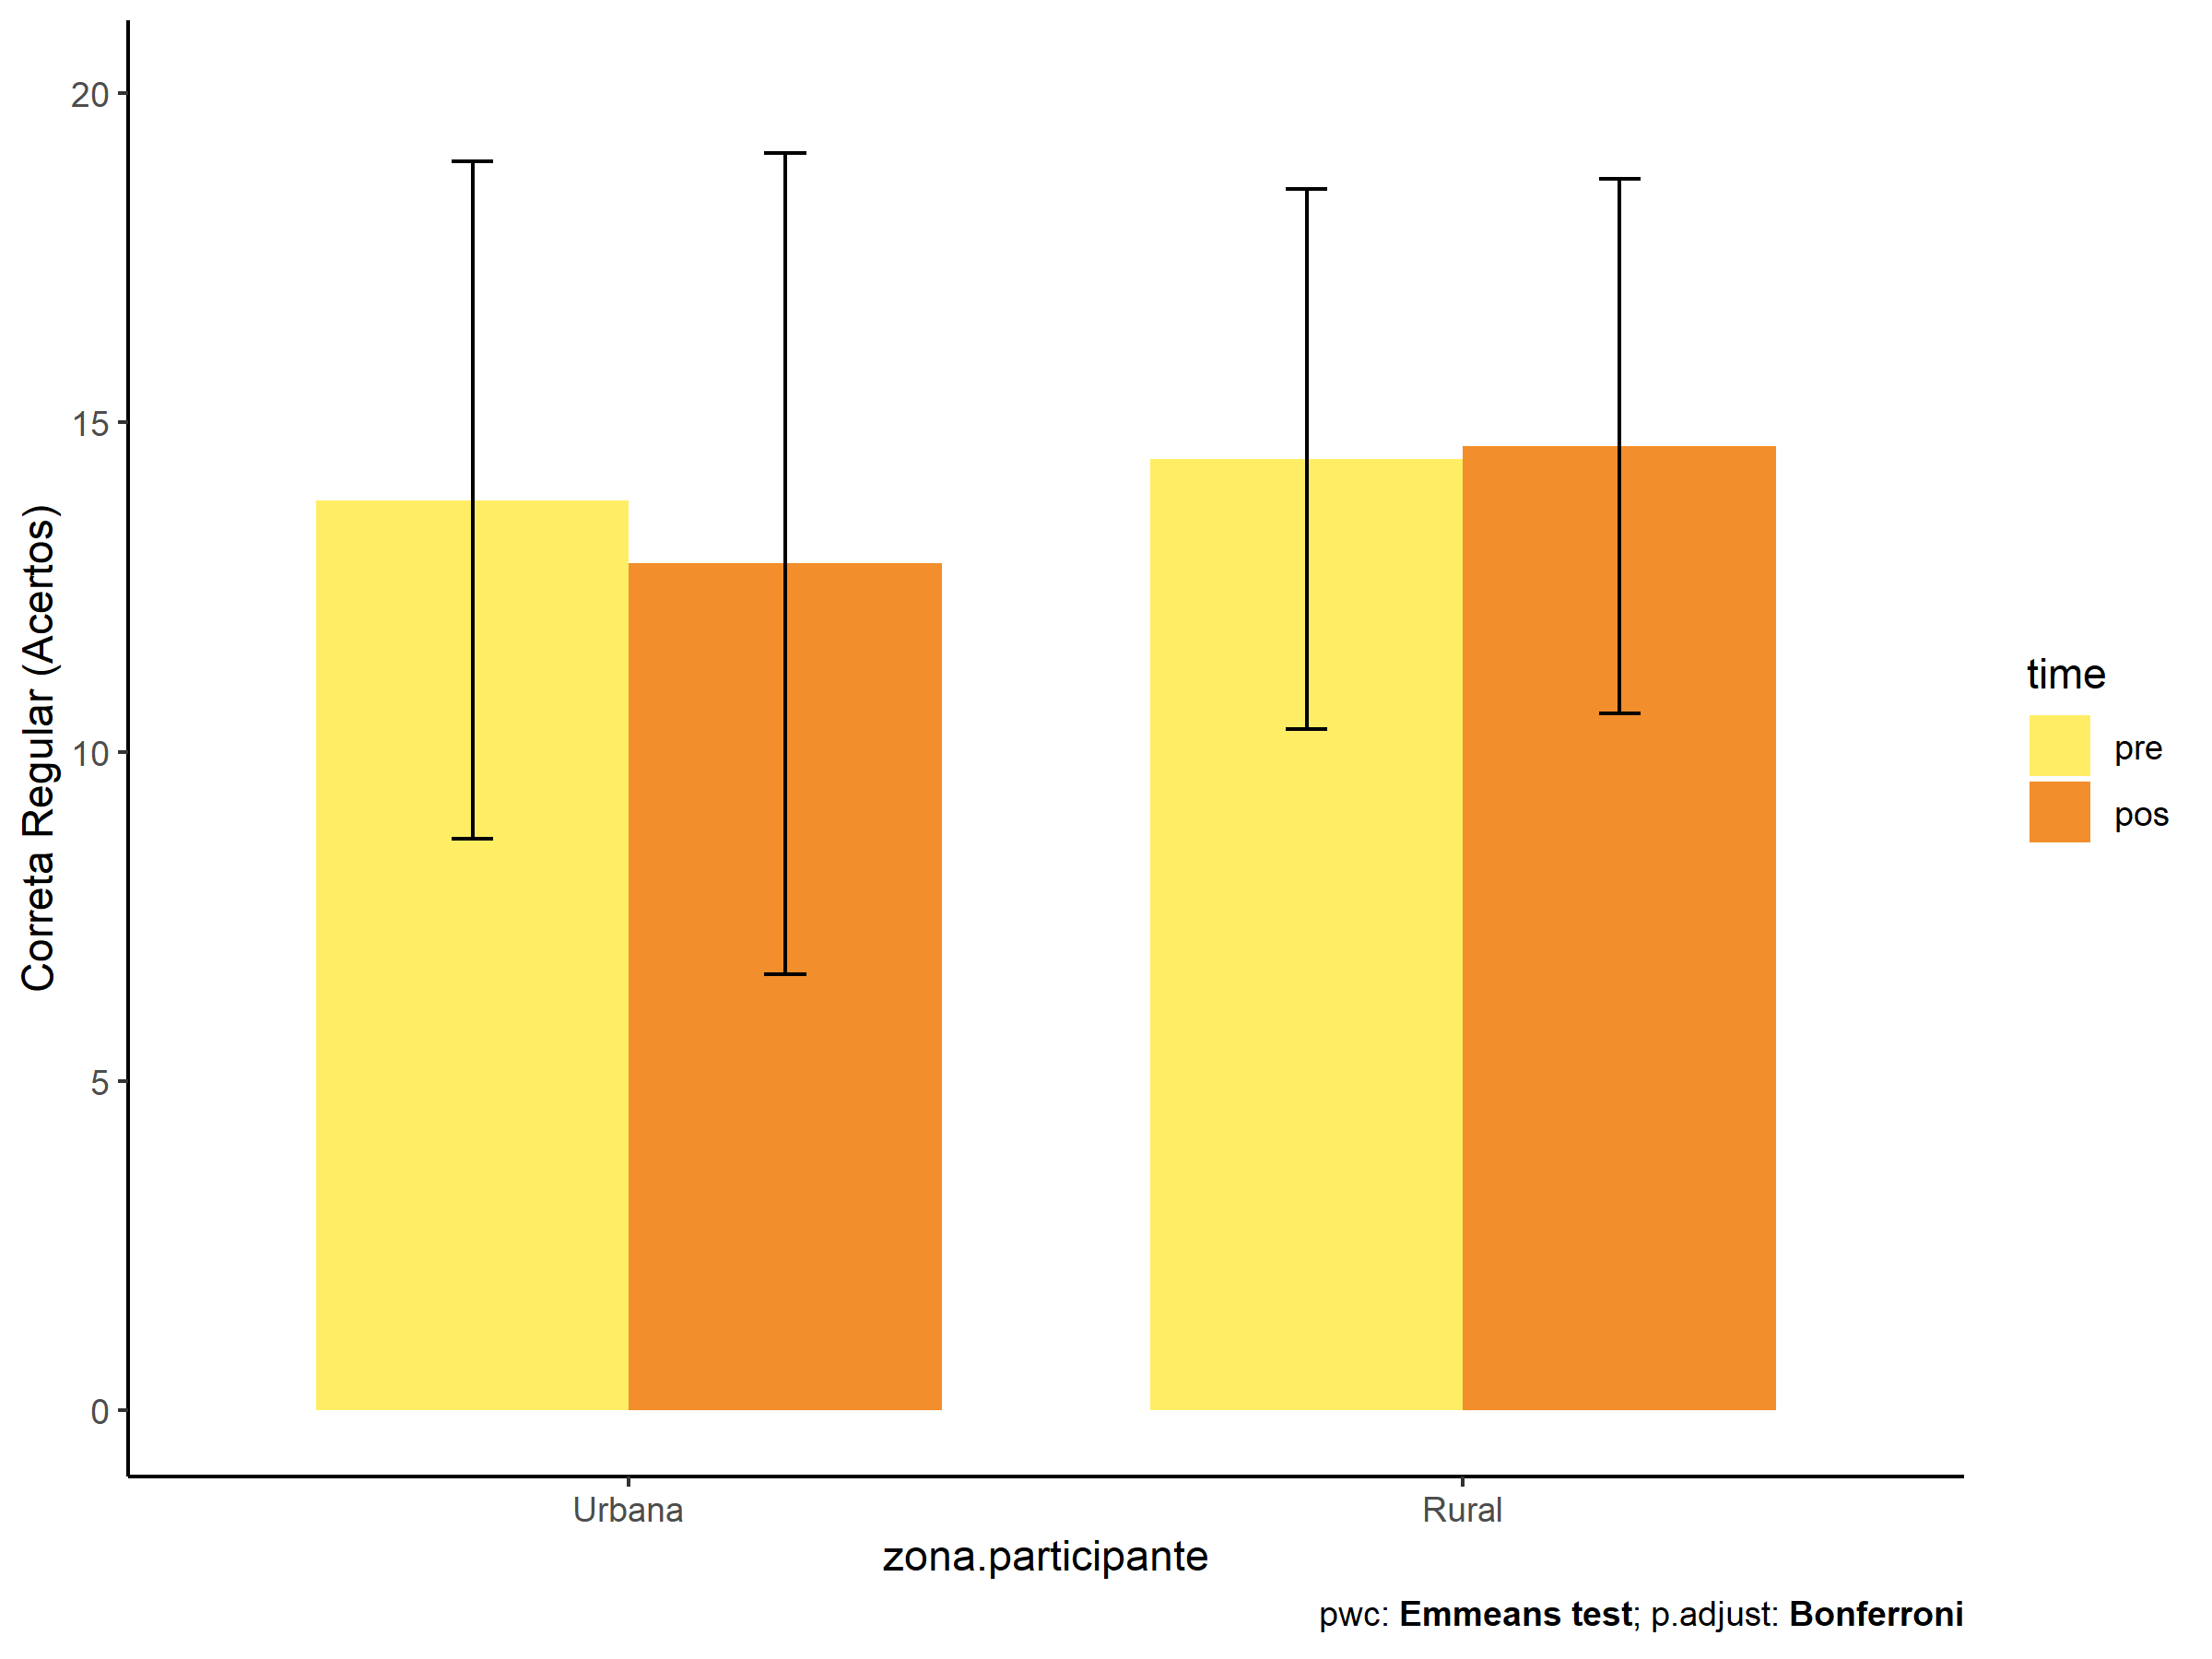 20
15
10
5
0
Correta Regular (Acertos)
Urbana
Rural
zona.participante
time
pre
pos
pwc: Emmeans test; p.adjust: Bonferroni